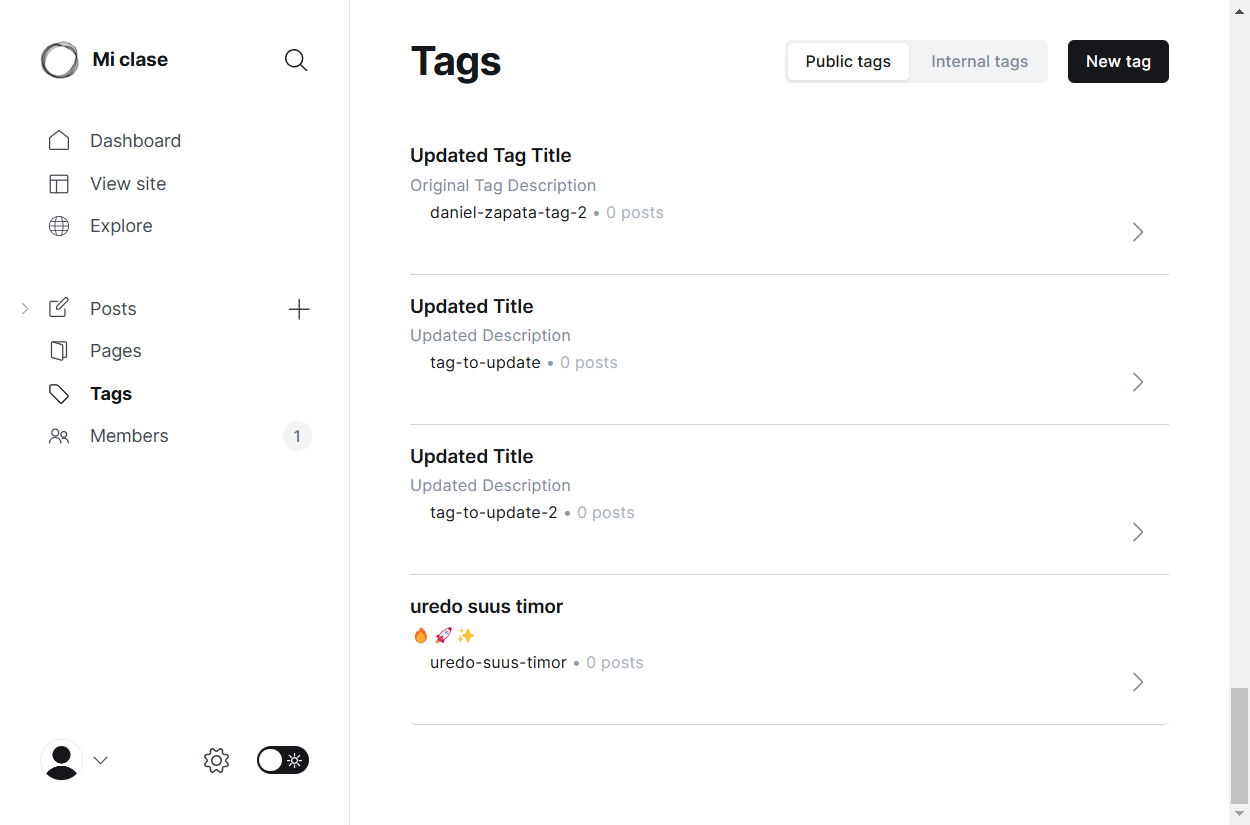 Mi clase
Dashboard
View site
Explore
Posts
Pages
Tags
Members
1
Tags
Public tags
Internal tags
New tag
Updated Tag Title
Original Tag Description
daniel-zapata-tag-2 • 0 posts
Updated Title
Updated Description
tag-to-update • 0 posts
Updated Title
Updated Description
tag-to-update-2 • 0 posts
uredo suus timor
🔥 🚀 ✨
uredo-suus-timor • 0 posts